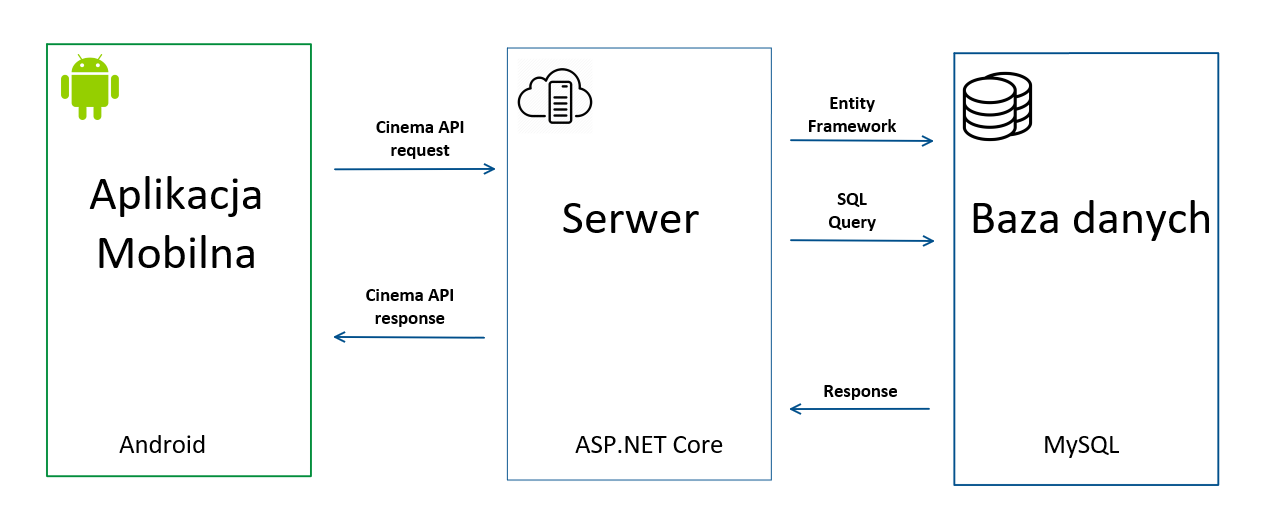 Aplikacja
Mobilna
Android
Cinema API
request
Cinema API
response
Serwer
ASP.NET Core
Entity
Framework
SQL
Query
Response
Baza danych
MySQL